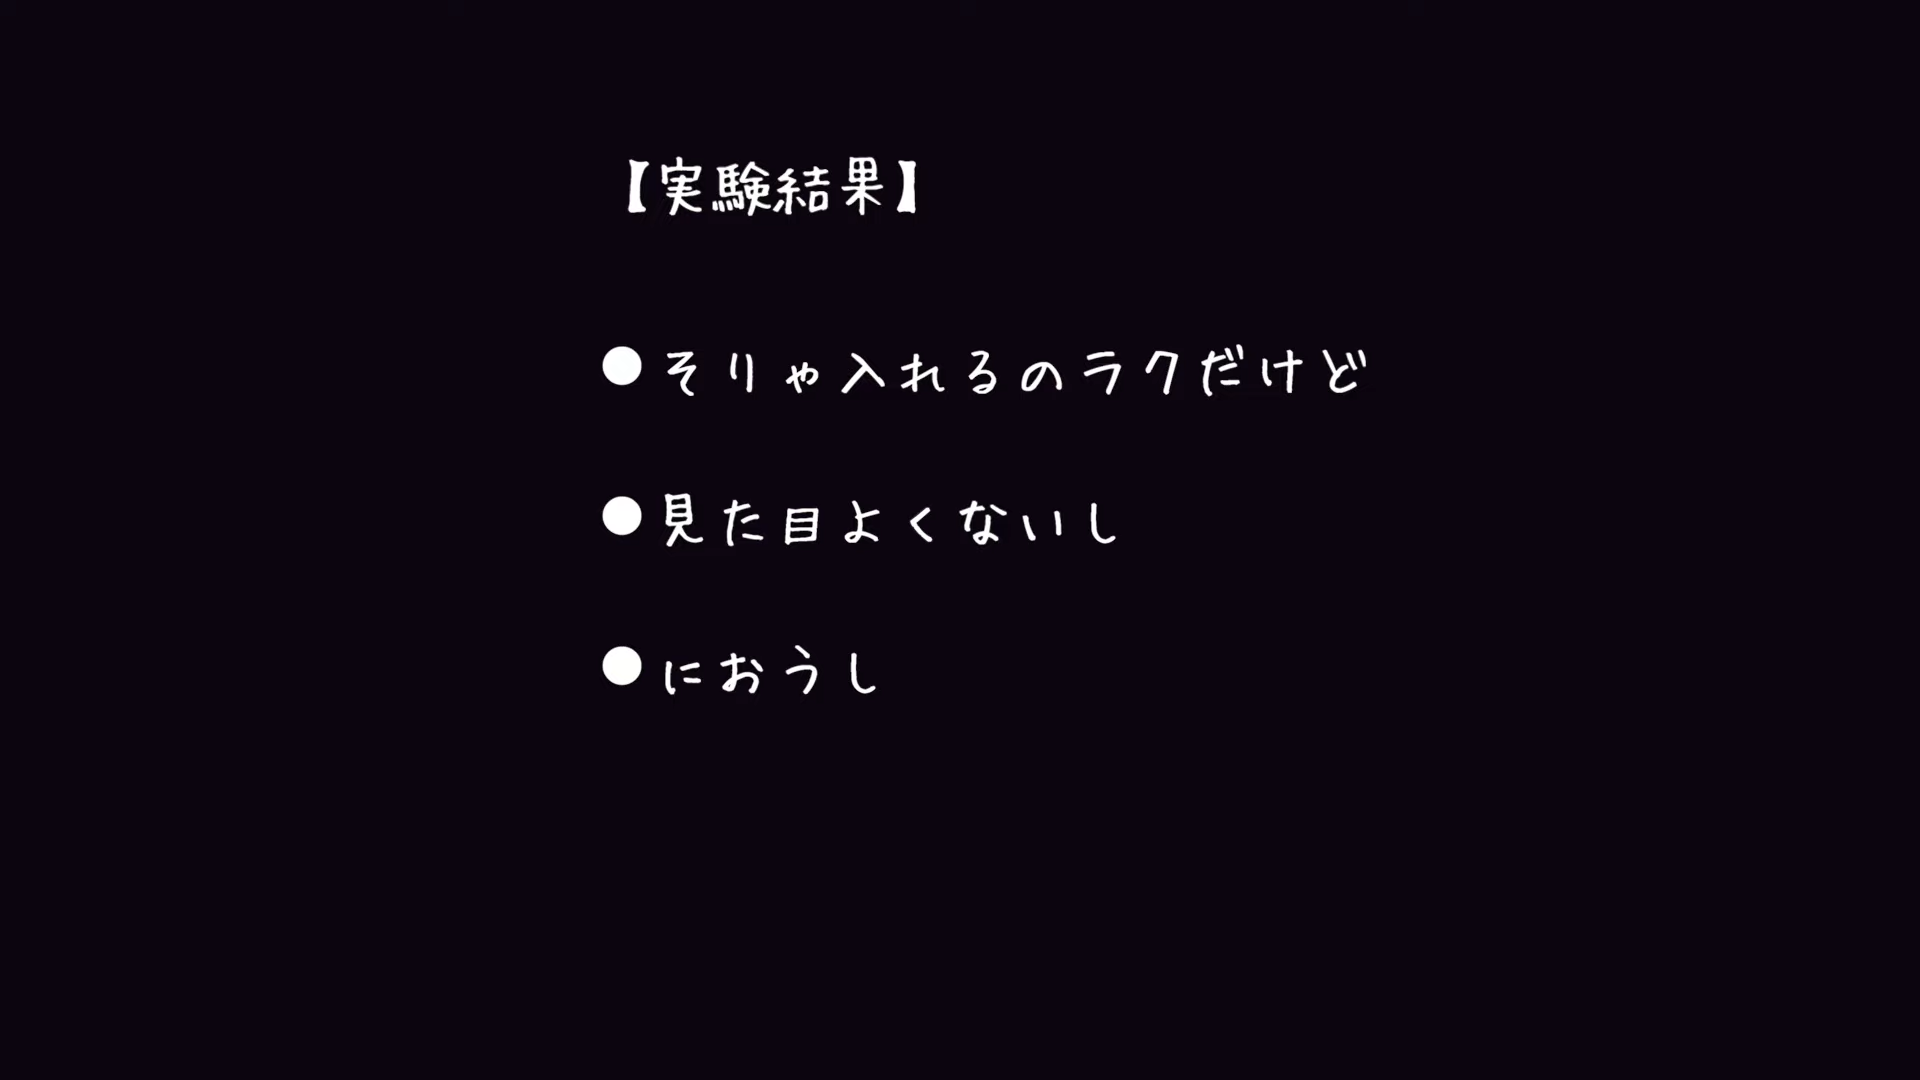 【実験結果】
●そりゃ入れるのラクだけど
●見た目よくないし
●におうし